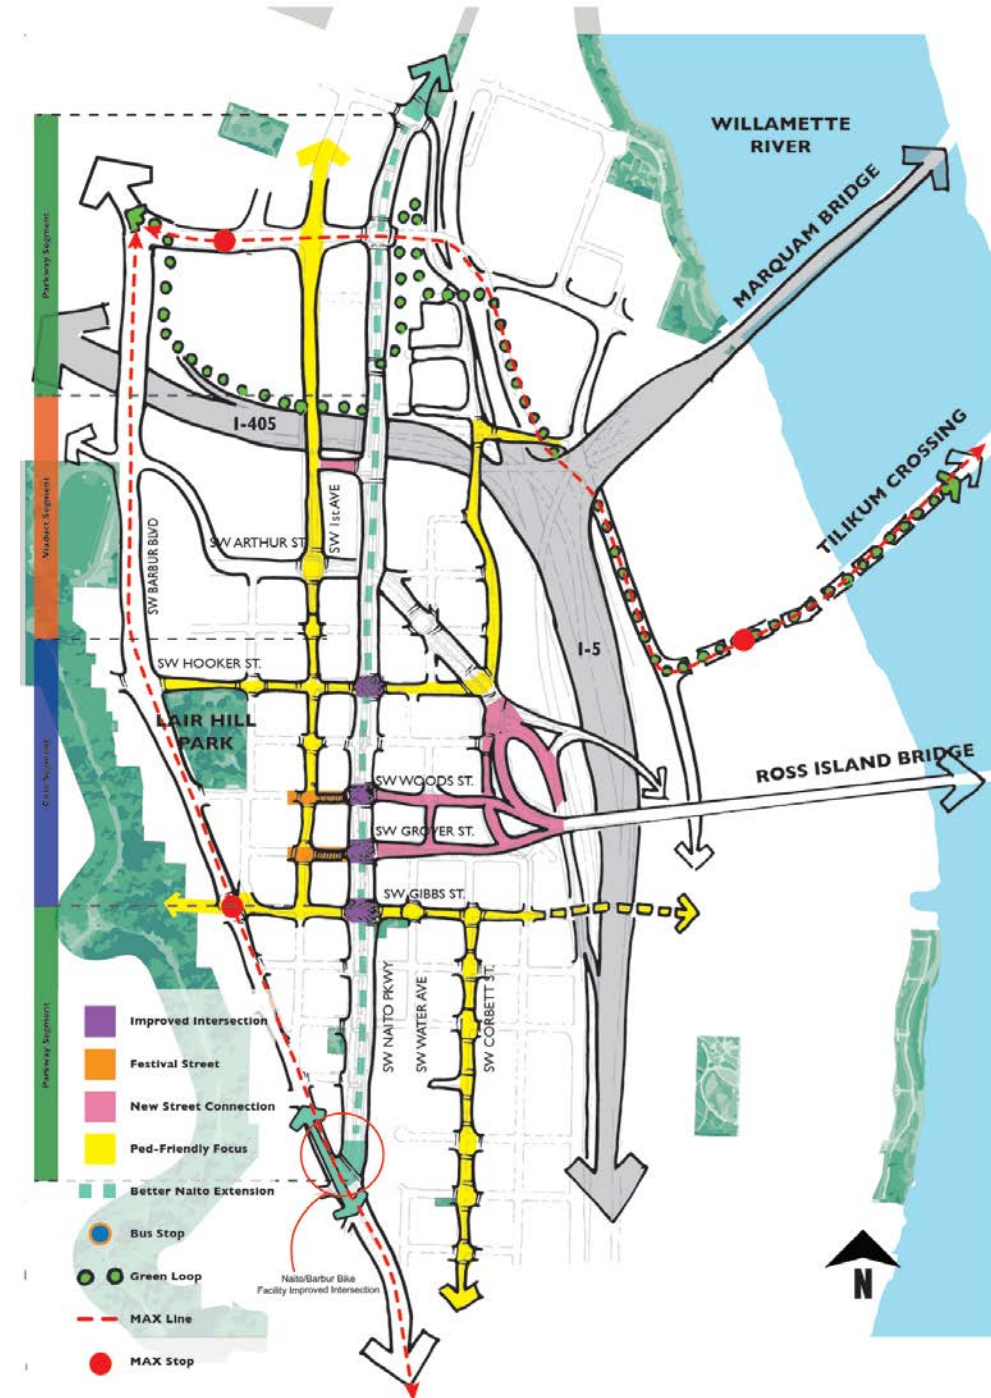 WILLAMETTE
RIVER
MARQUAM BRIDGE
Parkway Segment
I-405
TILIKUM CROSSING
Viaduct Segment
SW 1st AVE
SW ARTHUR ST.
SW BARBUR BLVD
I-5
SW HOOKER ST.
LAIR HILL
PARK
Core Segment
SW WOODS ST.
ROSS ISLAND BRIDGE
SW GROVER ST.
SW GIBBS ST.
SW NAITO PKWY
SW WATER AVE
SW CORBETT ST.
Parkway Segment
Improved Intersection
Festival Street
New Street Connection
Ped-Friendly Focus
Better Naito Extension
Bus Stop
Green Loop
MAX Line
MAX Stop
Naito/Barbur Bike
Facility Improved Intersection
N